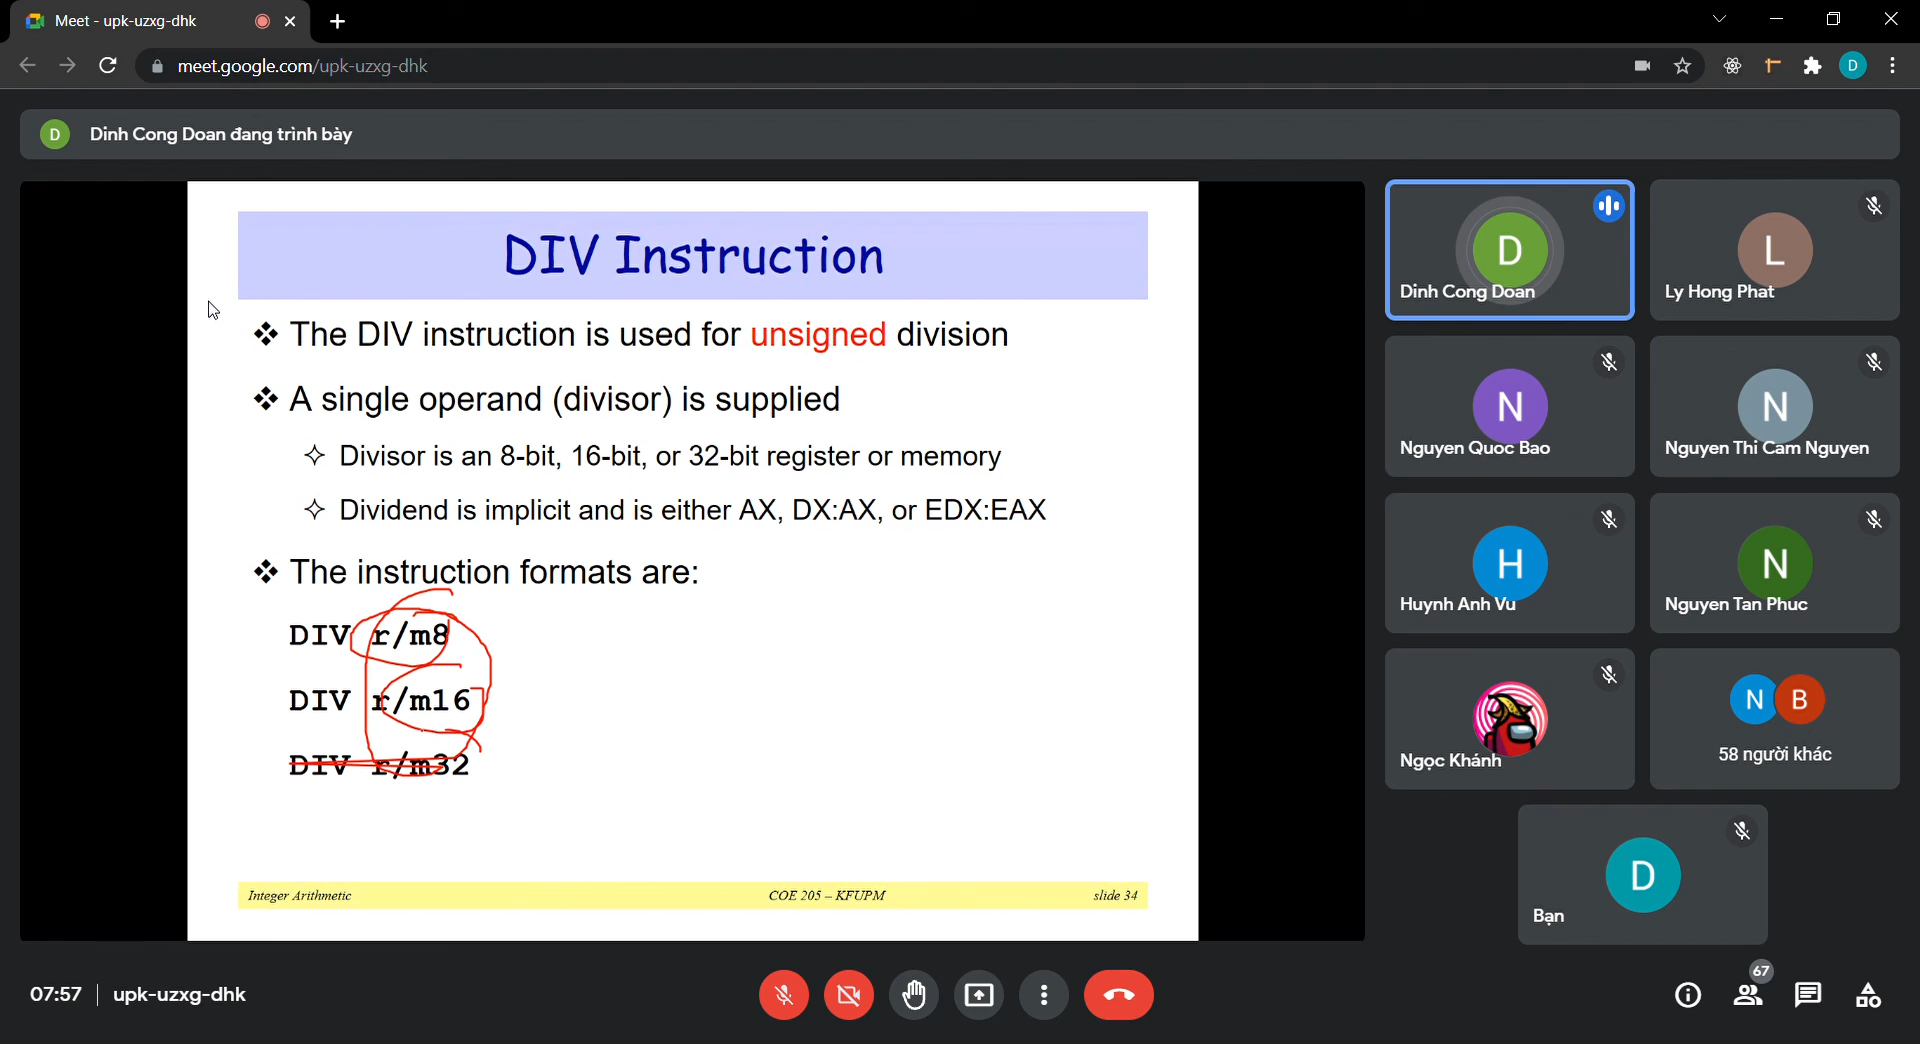 Meet - upk-uzxg-dhk
meet.google.com/upk-uzxg-dhk
D
D
Dinh Cong Doan đang trình bày
DIV Instruction
The DIV instruction is used for unsigned division
A single operand (divisor) is supplied
Divisor is an 8-bit, 16-bit, or 32-bit register or memory
Dividend is implicit and is either AX, DX:AX, or EDX:EAX
The instruction formats are:
DIV r/m8
DIV r/m16
DIV r/m32
Integer Arithmetic
COE 205 – KFUPM
slide 34
D
Dinh Cong Doan
L
Ly Hong Phat
N
Nguyen Quoc Bao
N
Nguyen Thi Cam Nguyen
H
Huynh Anh Vu
N
Nguyen Tan Phuc
Ngọc Khánh
N
B
58 người khác
D
Bạn
07:57
upk-uzxg-dhk
67